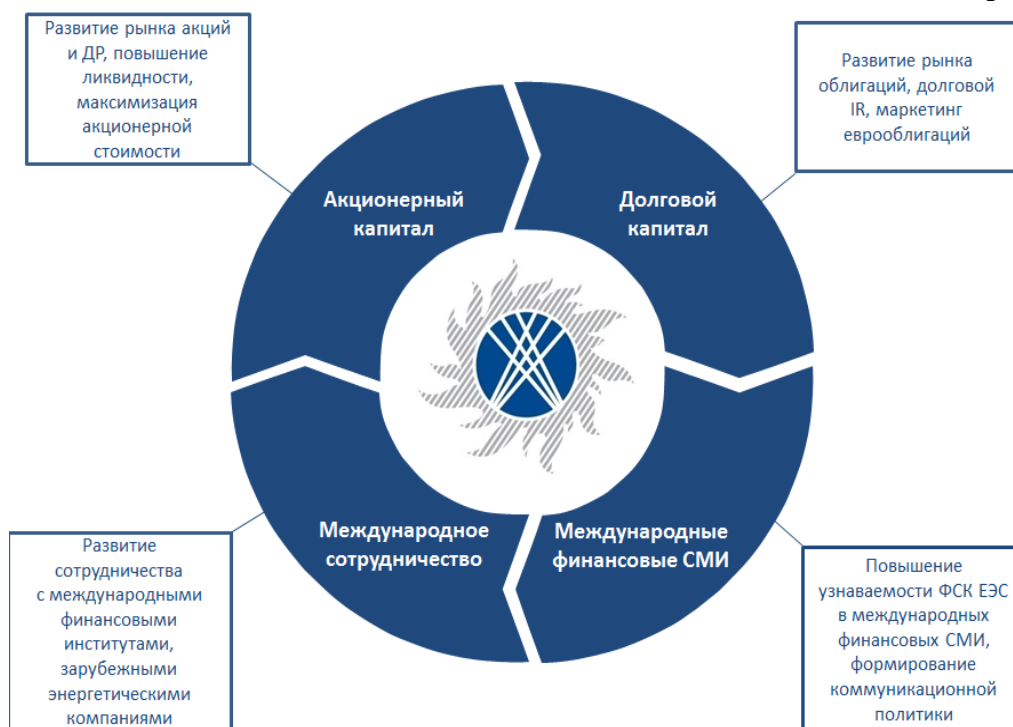 Развитие рынка акций
и ДР, повышение
ликвидности,
максимизация
акционерной
стоимости
Развитие рынка
облигаций, долговой
IR, маркетинг
еврооблигаций
Акционерный
капитал
Долговой
капитал
Международное
сотрудничество
Международные
финансовые СМИ
Развитие
сотрудничества
с международными
финансовыми
институтами,
зарубежными
энергетическими
компаниями
Повышение
узнаваемости ФСК ЕЭС
в международных
финансовых СМИ,
формирование
коммуникационной
политики